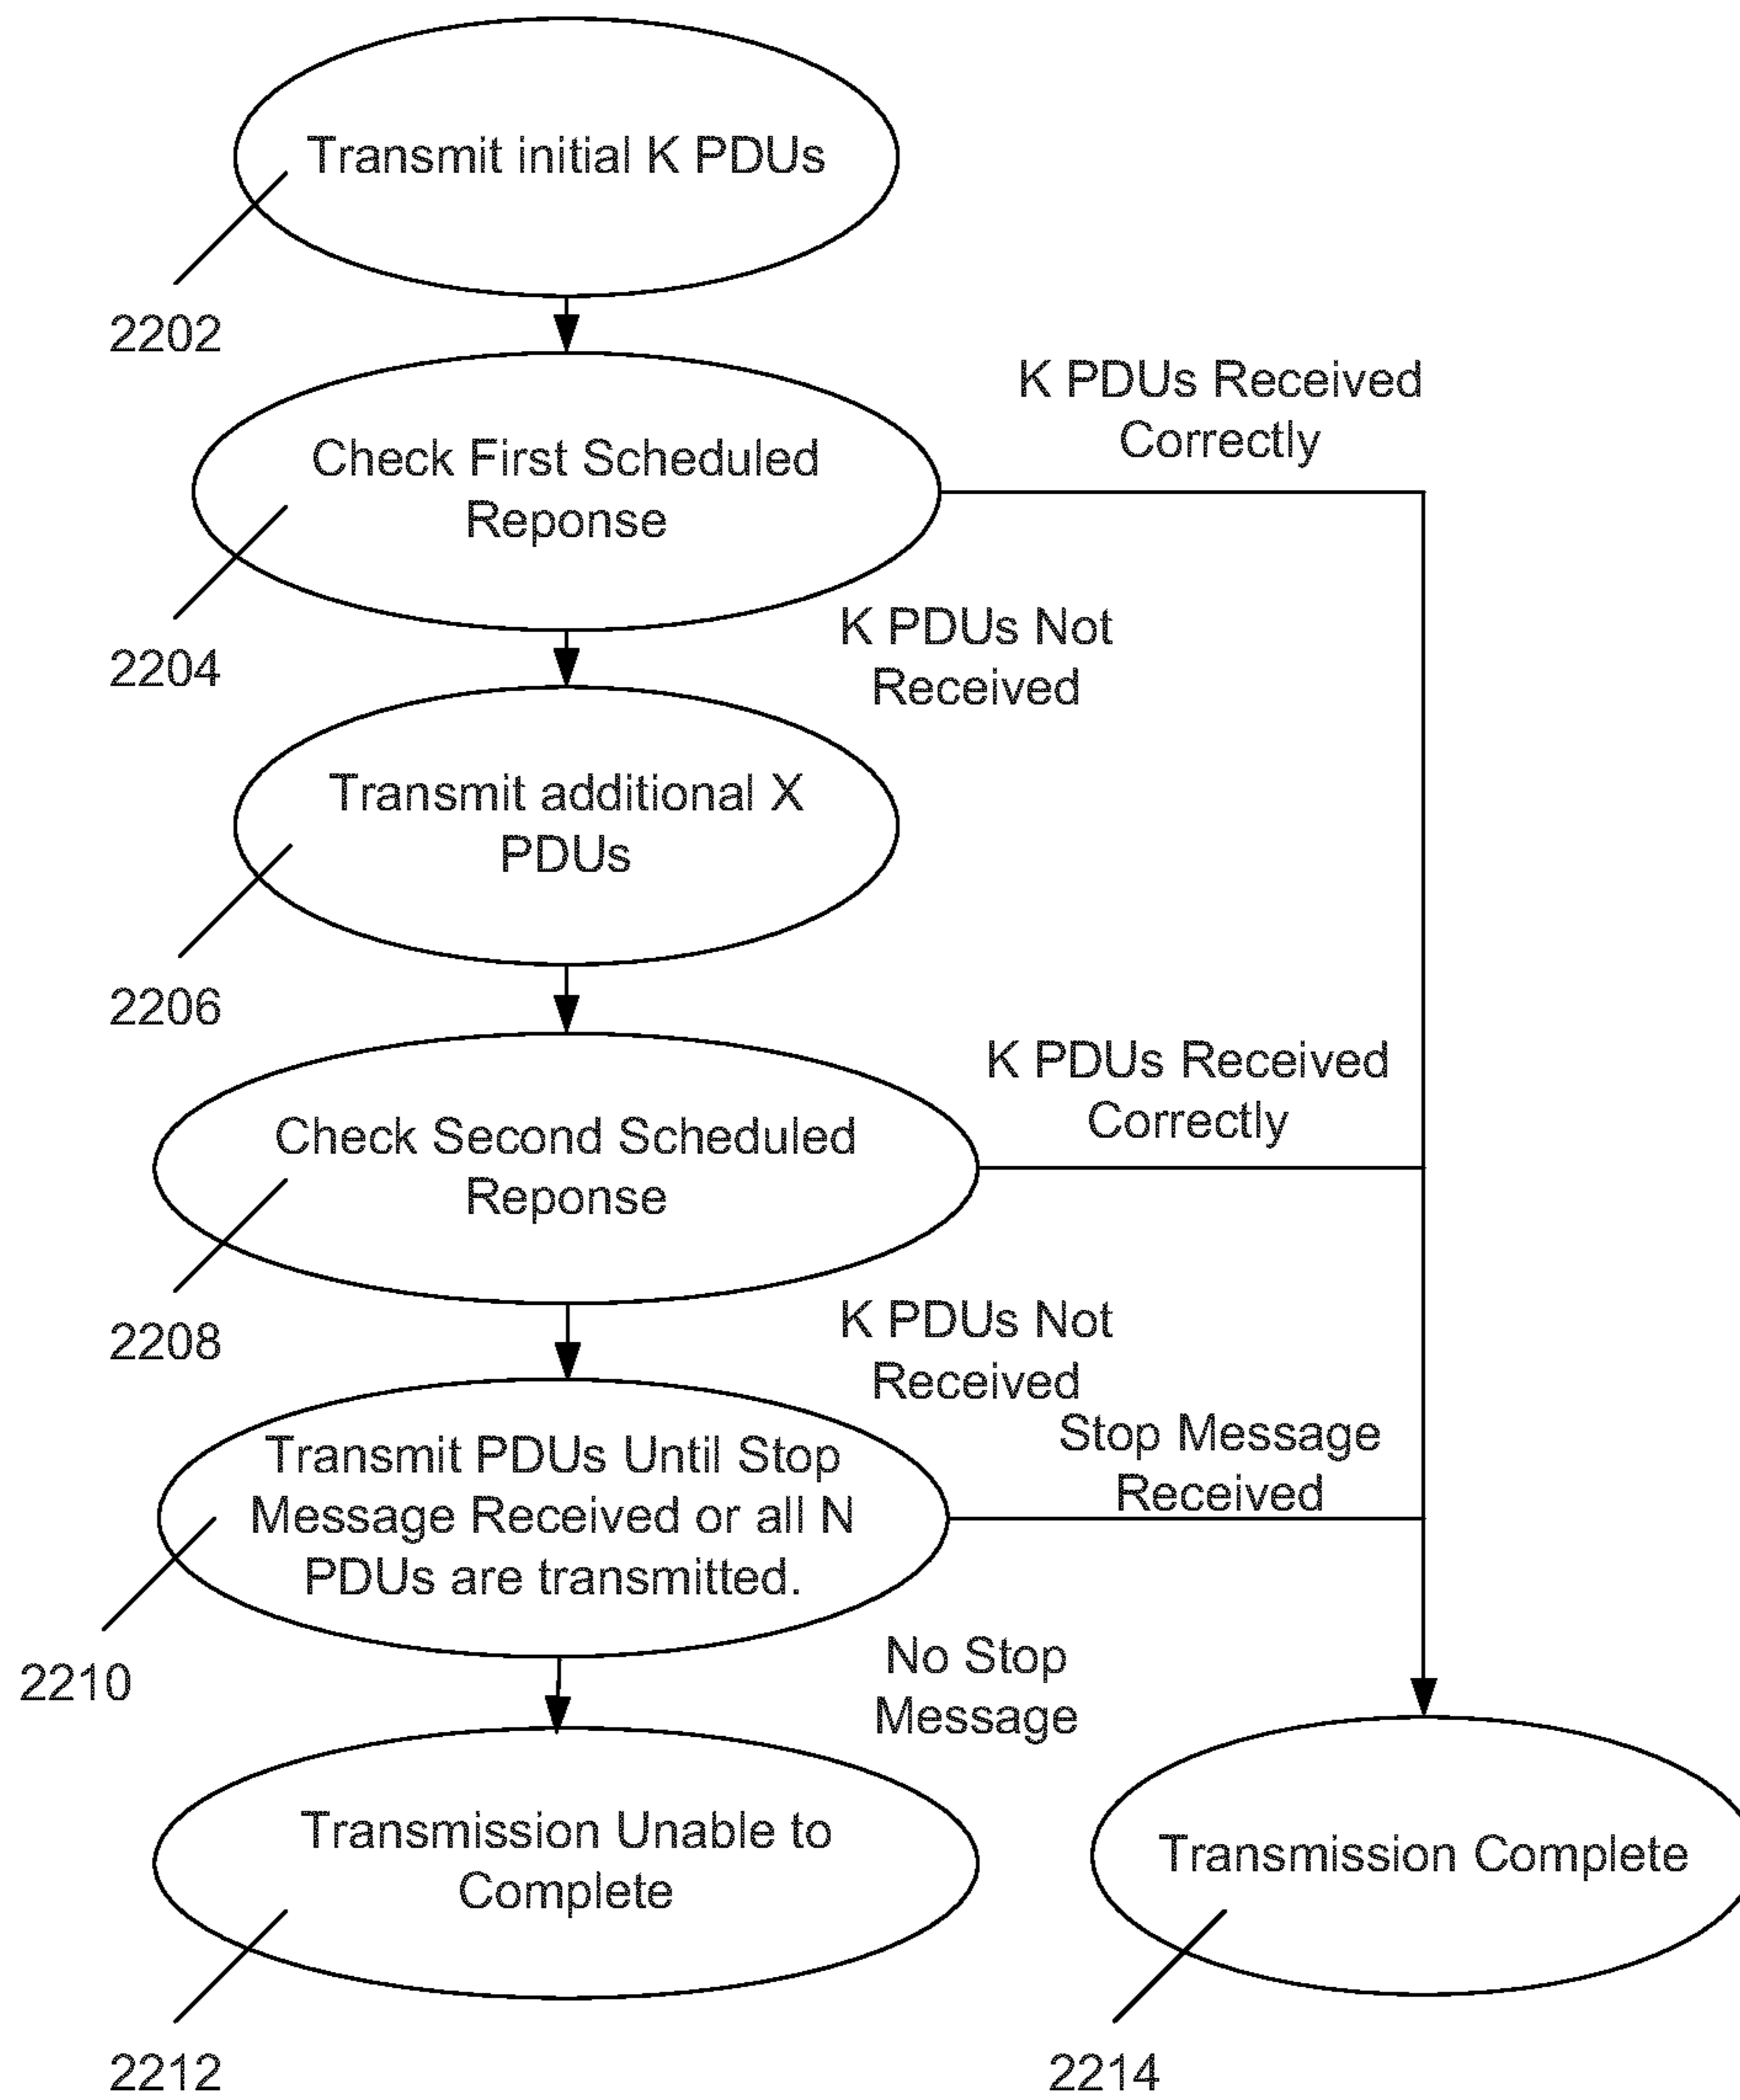 Transmit initial K PDUs
2202
K PDUs Received
Correctly
Check First Scheduled
Reponse
2204
K PDUs Not
Received
Transmit additional X
PDUs
2206
K PDUs Received
Correctly
Check Second Scheduled
Reponse
2208
K PDUs Not
Received
Stop Message
Received
Transmit PDUs Until Stop
Message Received or all N
PDUs are transmitted.
2210
No Stop
Message
Transmission Unable to
Complete
2212
Transmission Complete
2214